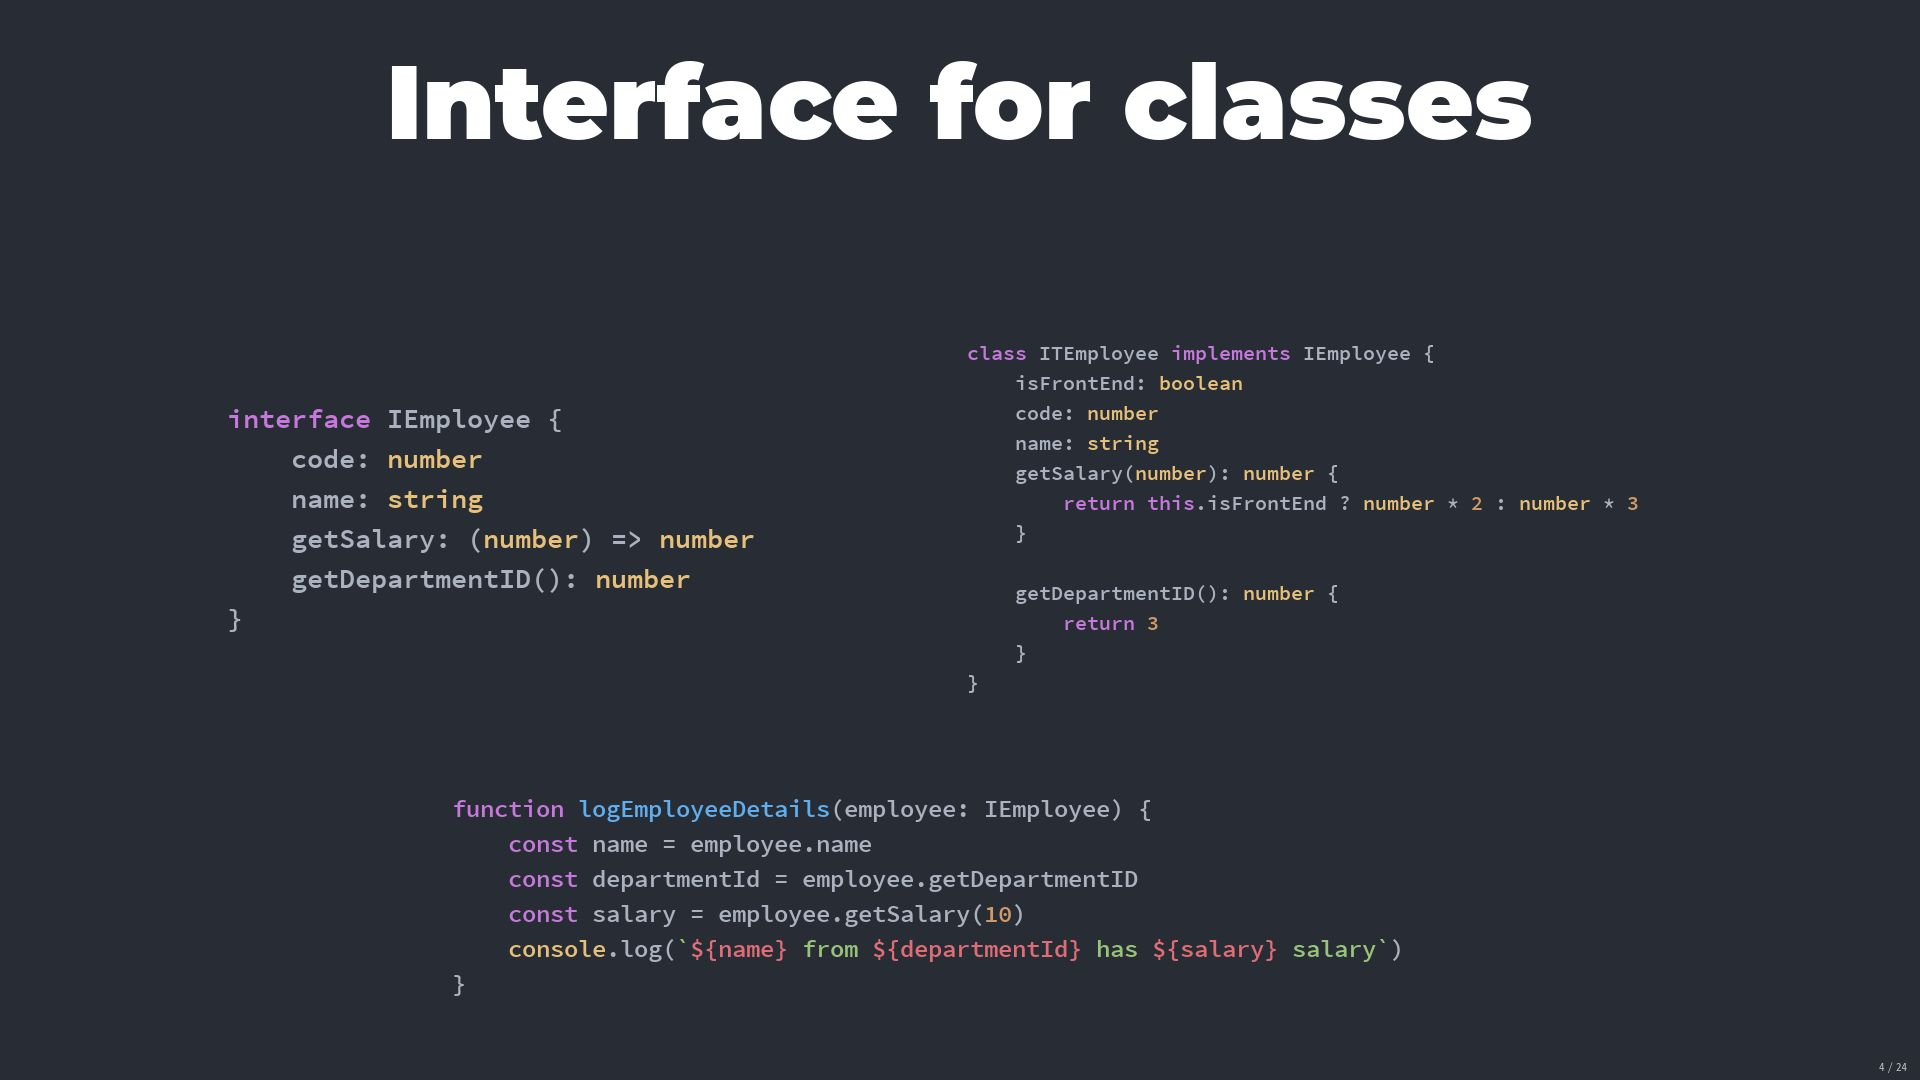 Interface for classes
interface IEmployee {
    code: number
    name: string
    getSalary: (number) => number
    getDepartmentID(): number
}
class ITEmployee implements IEmployee {
    isFrontEnd: boolean
    code: number
    name: string
    getSalary(number): number {
        return this.isFrontEnd ? number * 2 : number * 3
    }
    getDepartmentID(): number {
        return 3
    }
}
function logEmployeeDetails(employee: IEmployee) {
    const name = employee.name
    const departmentId = employee.getDepartmentID
    const salary = employee.getSalary(10)
    console.log(`${name} from ${departmentId} has ${salary} salary`)
}
4 / 24